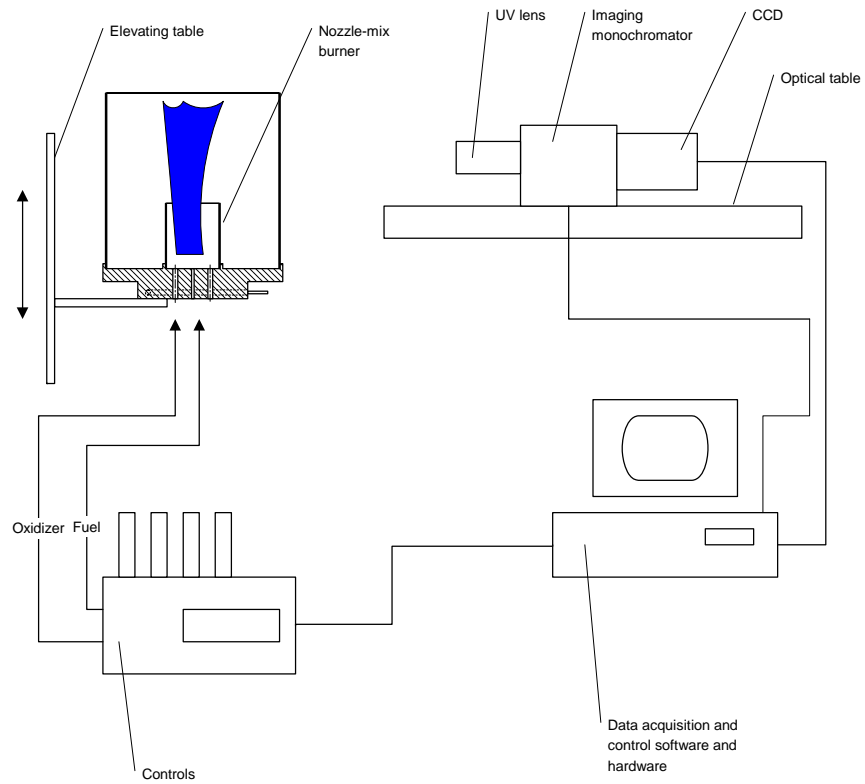 Elevating table
Nozzle-mix
burner
UV lens
Imaging
monochromator
CCD
Optical table
Oxidizer
Fuel
Controls
Data acquisition and
control software and
hardware